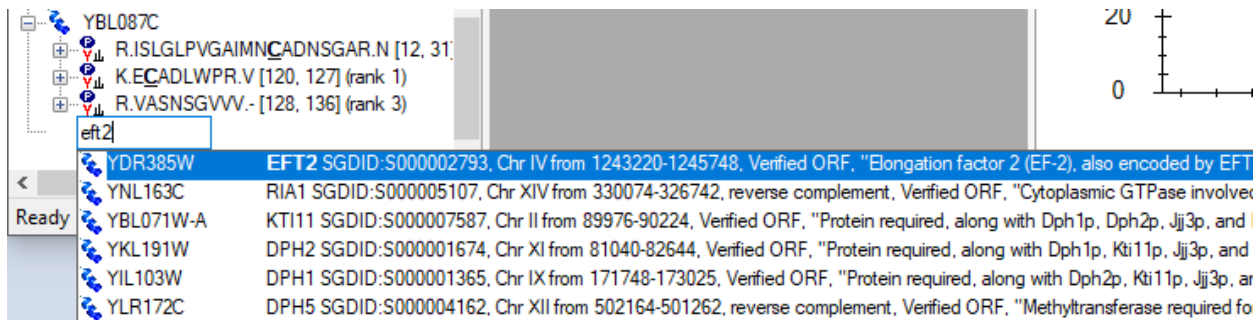 YBL087C
20
R.ISLGLPVGAIMNCADNSGAR.N [12, 31]
K.ECADLWPR.V [120, 127] (rank 1)
0
R.VASNSGVVV.- [128, 136] (rank 3)
eft2
YDR385W EFT2 SGDID:S000002793, Chr IV from 1243220-1245748, Verified ORF, "Elongation factor 2 (EF-2), also encoded by EFT
YNL163C RIA1 SGDID:S000005107, Chr XIV from 330074-326742, reverse complement, Verified ORF, "Cytoplasmic GTPase involved
Ready
YBL071W-A KTI11 SGDID:S000007587, Chr II from 89976-90224, Verified ORF, "Protein required, along with Dph1p, Dph2p, Jjj3p, and
YKL191W DPH2 SGDID:S000001674, Chr XI from 81040-82644, Verified ORF, "Protein required, along with Dph1p, Kti11p, Jjj3p, and
YIL103W DPH1 SGDID:S000001365, Chr IX from 171748-173025, Verified ORF, "Protein required, along with Dph2p, Kti11p, Jjj3p, an
YLR172C DPH5 SGDID:S000004162, Chr XII from 502164-501262, reverse complement, Verified ORF, "Methyltransferase required fo